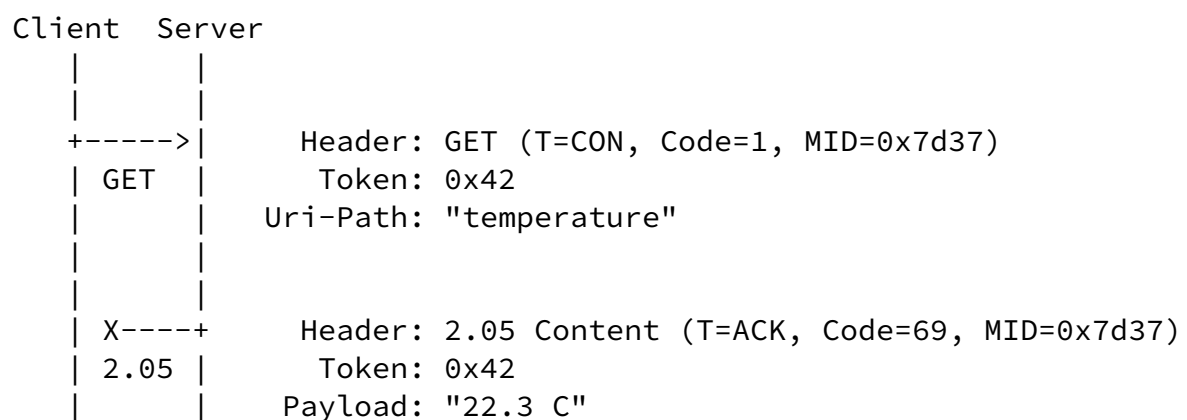 Client  Server
   |      |
   |      |
   +----->|     Header: GET (T=CON, Code=1, MID=0x7d37)
   | GET  |      Token: 0x42
   |      |   Uri-Path: "temperature"
   |      |
   |      |
   | X----+     Header: 2.05 Content (T=ACK, Code=69, MID=0x7d37)
   | 2.05 |      Token: 0x42
   |      |    Payload: "22.3 C"